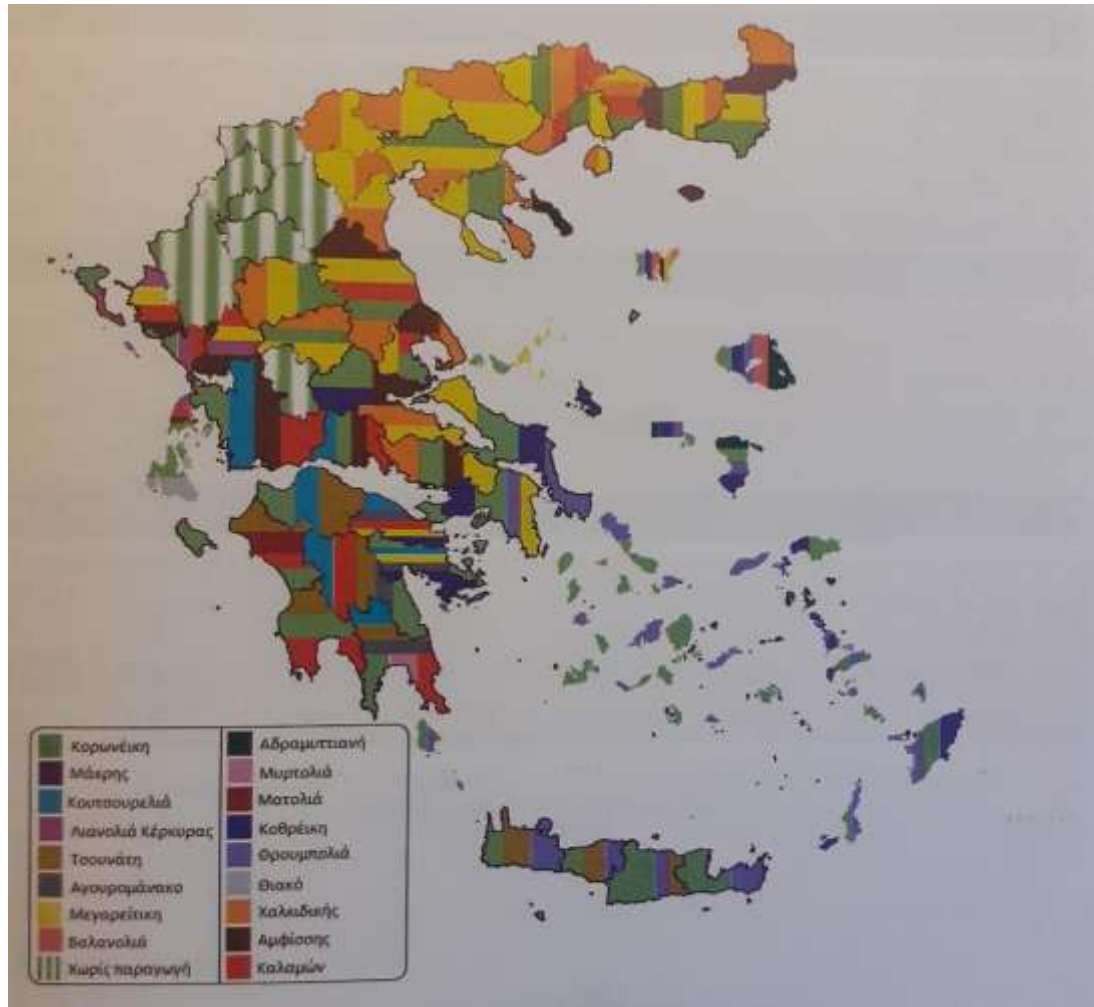 Κορωνέικη
Μάκρης
Κουτσουρελιά
Λιανολιά Κέρκυρας
Τσουνάτη
Αγουρομάνακο
Μεγαρείτικη
Βαλανολιά
Χωρίς παραγωγή
Αδραμυττιανή
Μυρτολιά
Ματολιά
Κοθρέικη
Θρουμπολιά
Θιακό
Χαλκιδικής
Αμφίσσης
Καλαμών